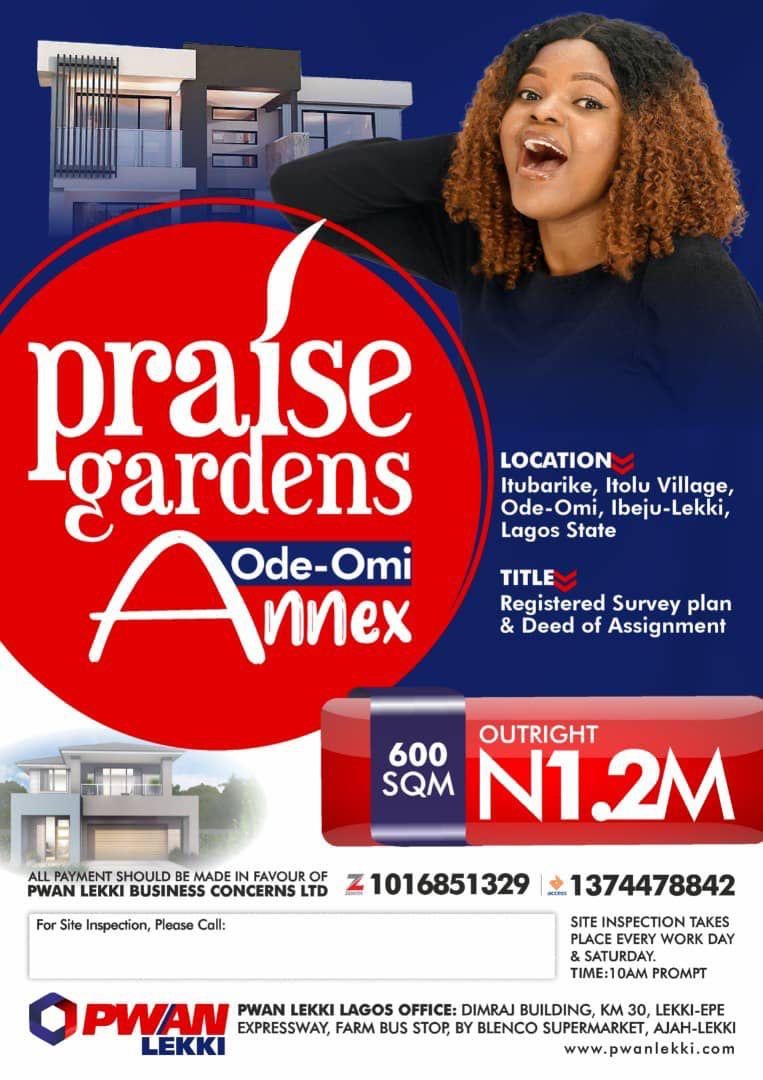 praise
gardens
Ode-Omi
Annex
LOCATION
Itubarike, Itolu Village,
Ode-Omi, Ibeju-Lekki,
Lagos State
TITLE
Registered Survey plan
& Deed of Assignment
600
SQM
OUTRIGHT
N1.2M
ALL PAYMENT SHOULD BE MADE IN FAVOUR OF
PWAN LEKKI BUSINESS CONCERNS LTD
ZENITH 1016851329
access 1374478842
For Site Inspection, Please Call:
SITE INSPECTION TAKES
PLACE EVERY WORK DAY
& SATURDAY.
TIME:10AM PROMPT
PWAN
LEKKI
PWAN LEKKI LAGOS OFFICE: DIMRAJ BUILDING, KM 30, LEKKI-EPE
EXPRESSWAY, FARM BUS STOP, BY BLENCO SUPERMARKET, AJAH-LEKKI
www.pwanlekki.com